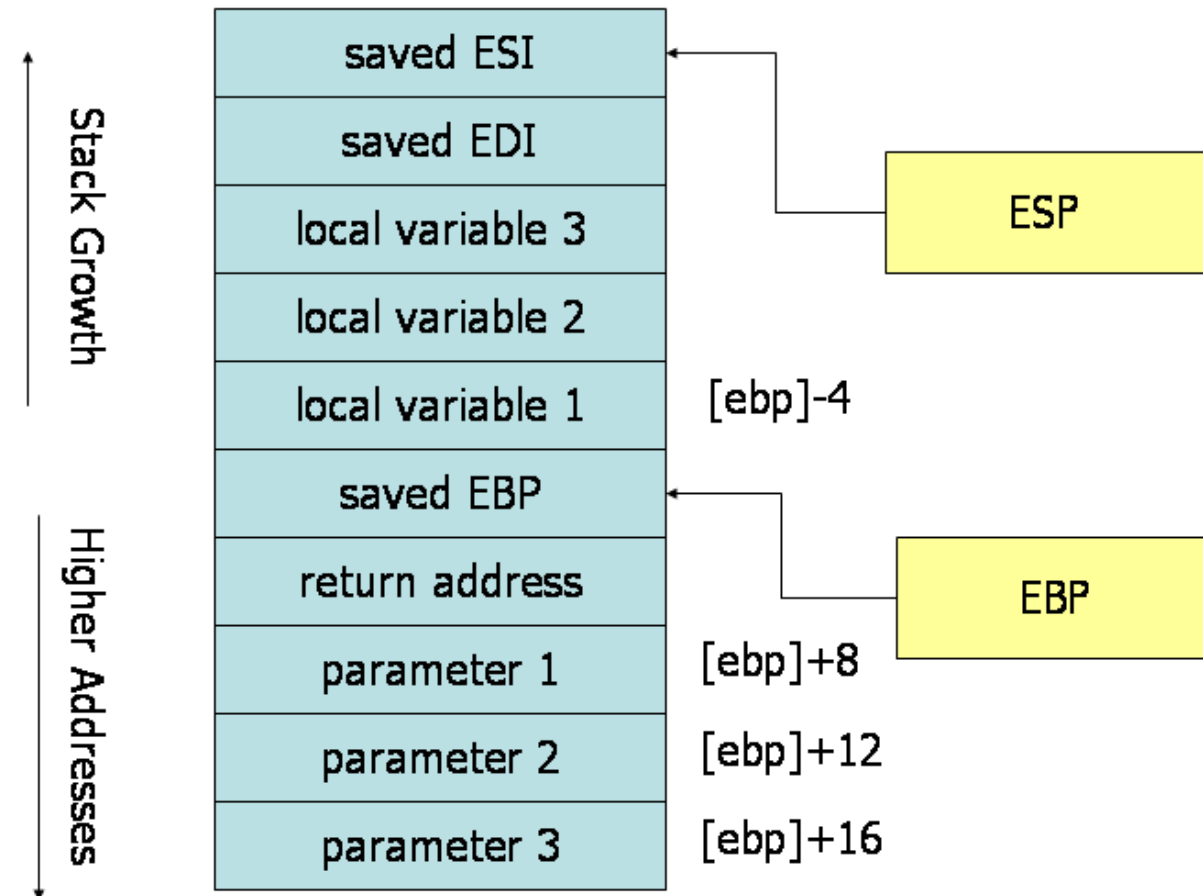 Stack Growth
Higher Addresses
saved ESI
saved EDI
local variable 3
local variable 2
local variable 1
[ebp]-4
saved EBP
return address
parameter 1
[ebp]+8
parameter 2
[ebp]+12
parameter 3
[ebp]+16
ESP
EBP